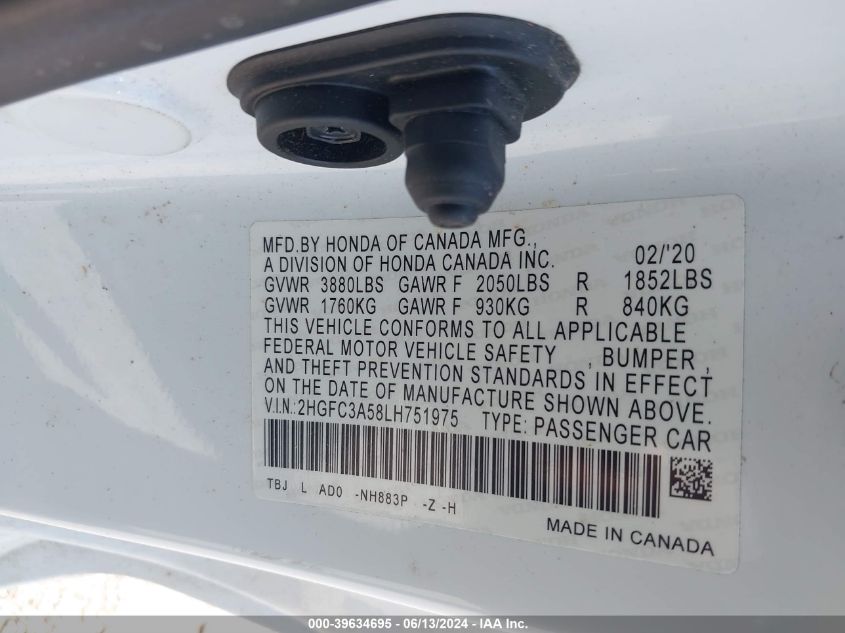 MFD.BY HONDA OF CANADA MFG.,
A DIVISION OF HONDA CANADA INC. 02/'20
GVWR 3880LBS GAWR F 2050LBS R 1852LBS
GVWR 1760KG GAWR F 930KG R 840KG
THIS VEHICLE CONFORMS TO ALL APPLICABLE
FEDERAL MOTOR VEHICLE SAFETY , BUMPER ,
AND THEFT PREVENTION STANDARDS IN EFFECT
ON THE DATE OF MANUFACTURE SHOWN ABOVE.
V.I.N.:2HGFC3A58LH751975 TYPE: PASSENGER CAR
TBJ L AD0 -NH883P -Z -H
MADE IN CANADA
000-39634695 - 06/13/2024 - IAA Inc.